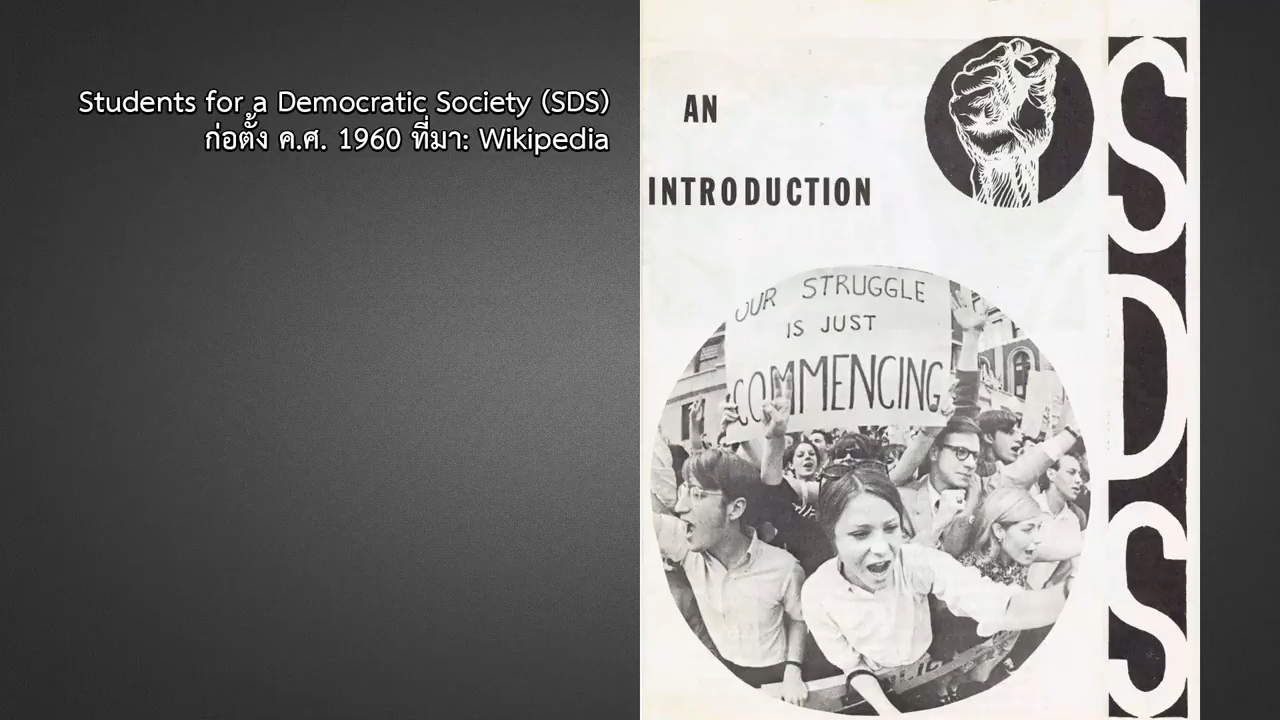 Students for a Democratic Society (SDS)
ก่อตั้ง ค.ศ. 1960 ที่มา: Wikipedia
AN
INTRODUCTION
SDS
OUR STRUGGLE
IS JUST
COMMENCING